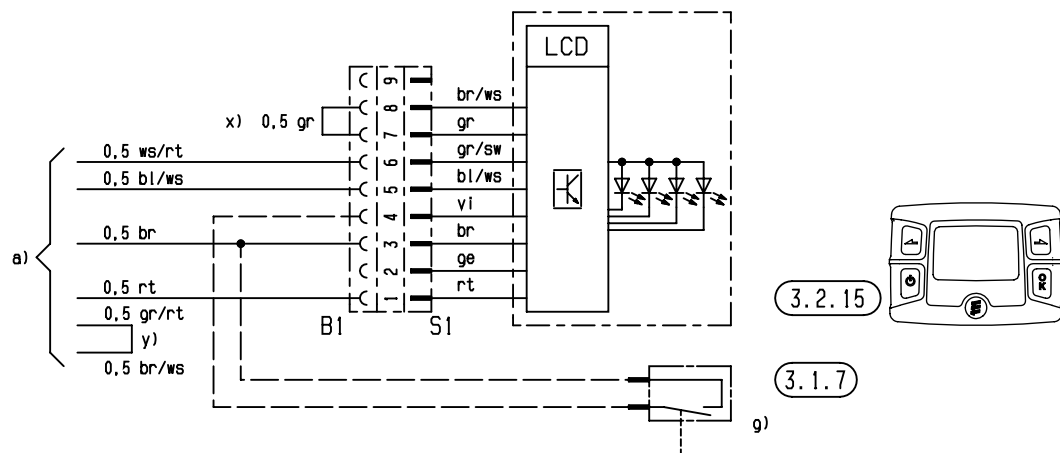 LCD
9
8
7
6
5
4
3
2
1
br/ws
gr
gr/sw
bl/ws
vi
br
ge
rt
x) 0,5 gr
0,5 ws/rt
0,5 bl/ws
a)
0,5 br
0,5 rt
0,5 gr/rt
y)
0,5 br/ws
B1
S1
3.2.15
OK
3.1.7
g)